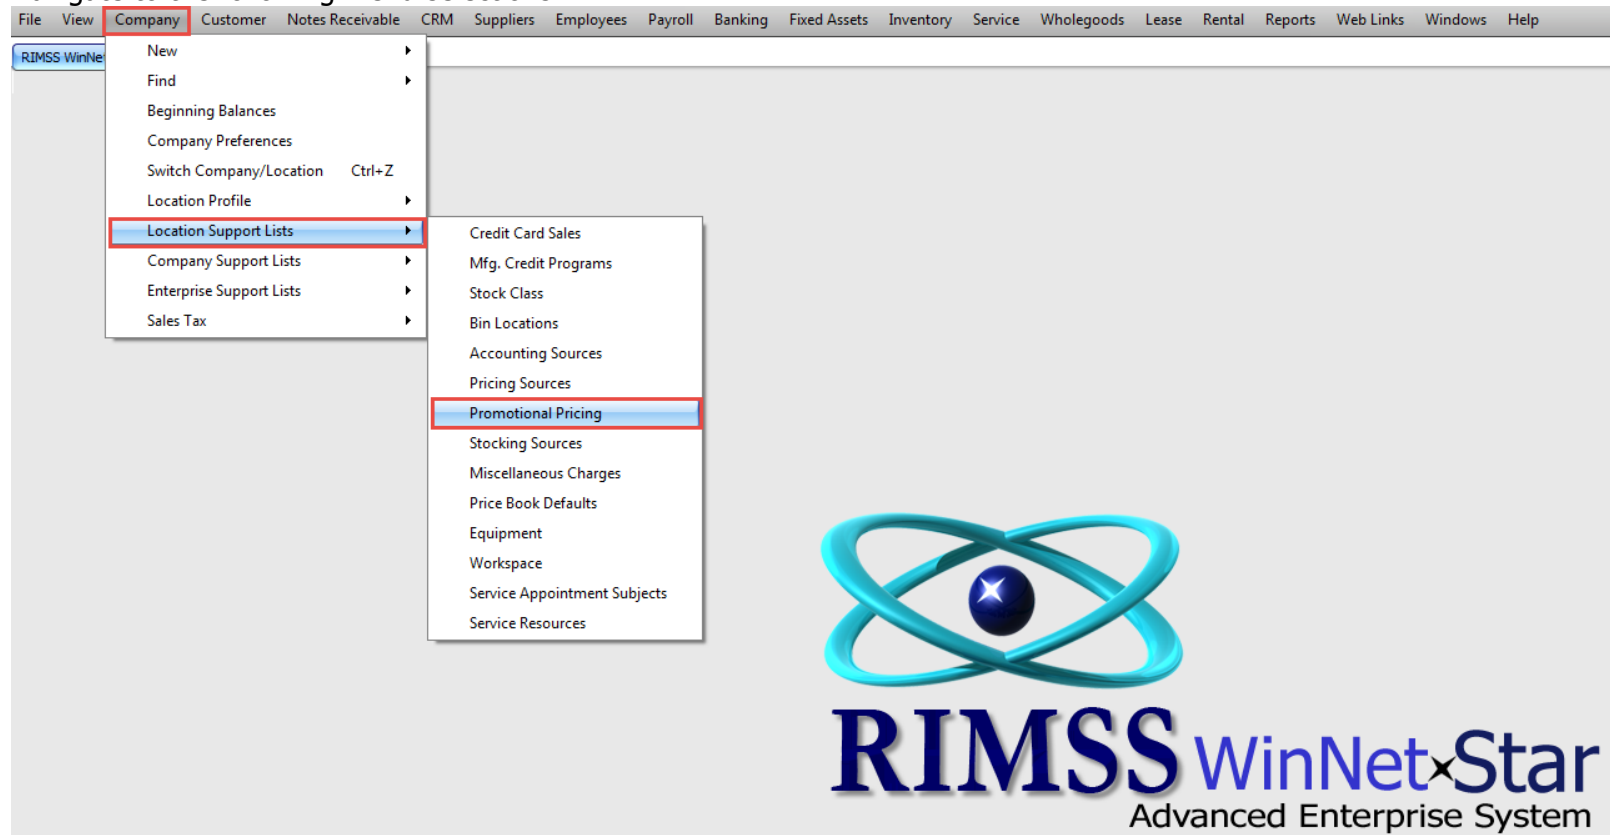 File View Company Customer Notes Receivable CRM Suppliers Employees Payroll Banking Fixed Assets Inventory Service Wholegoods Lease Rental Reports Web Links Windows Help
RIMSS WinNe
New
Find
Beginning Balances
Company Preferences
Switch Company/Location Ctrl+Z
Location Profile
Location Support Lists
Company Support Lists
Enterprise Support Lists
Sales Tax
Credit Card Sales
Mfg. Credit Programs
Stock Class
Bin Locations
Accounting Sources
Pricing Sources
Promotional Pricing
Stocking Sources
Miscellaneous Charges
Price Book Defaults
Equipment
Workspace
Service Appointment Subjects
Service Resources
RIMSS WinNet Star
Advanced Enterprise System